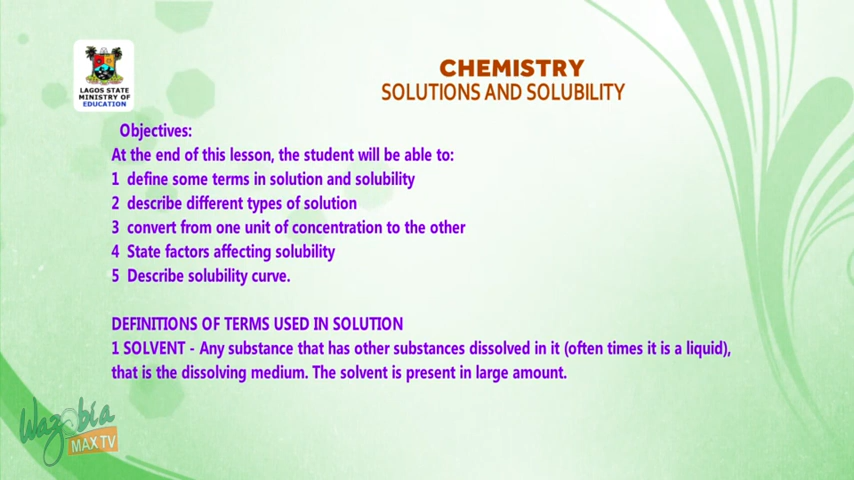 LAGOS STATE
MINISTRY OF
EDUCATION
CHEMISTRY
SOLUTIONS AND SOLUBILITY
Objectives:
At the end of this lesson, the student will be able to:
1 define some terms in solution and solubility
2 describe different types of solution
3 convert from one unit of concentration to the other
4 State factors affecting solubility
5 Describe solubility curve.
DEFINITIONS OF TERMS USED IN SOLUTION
1 SOLVENT - Any substance that has other substances dissolved in it (often times it is a liquid),
that is the dissolving medium. The solvent is present in large amount.
Wazobia
MAX TV